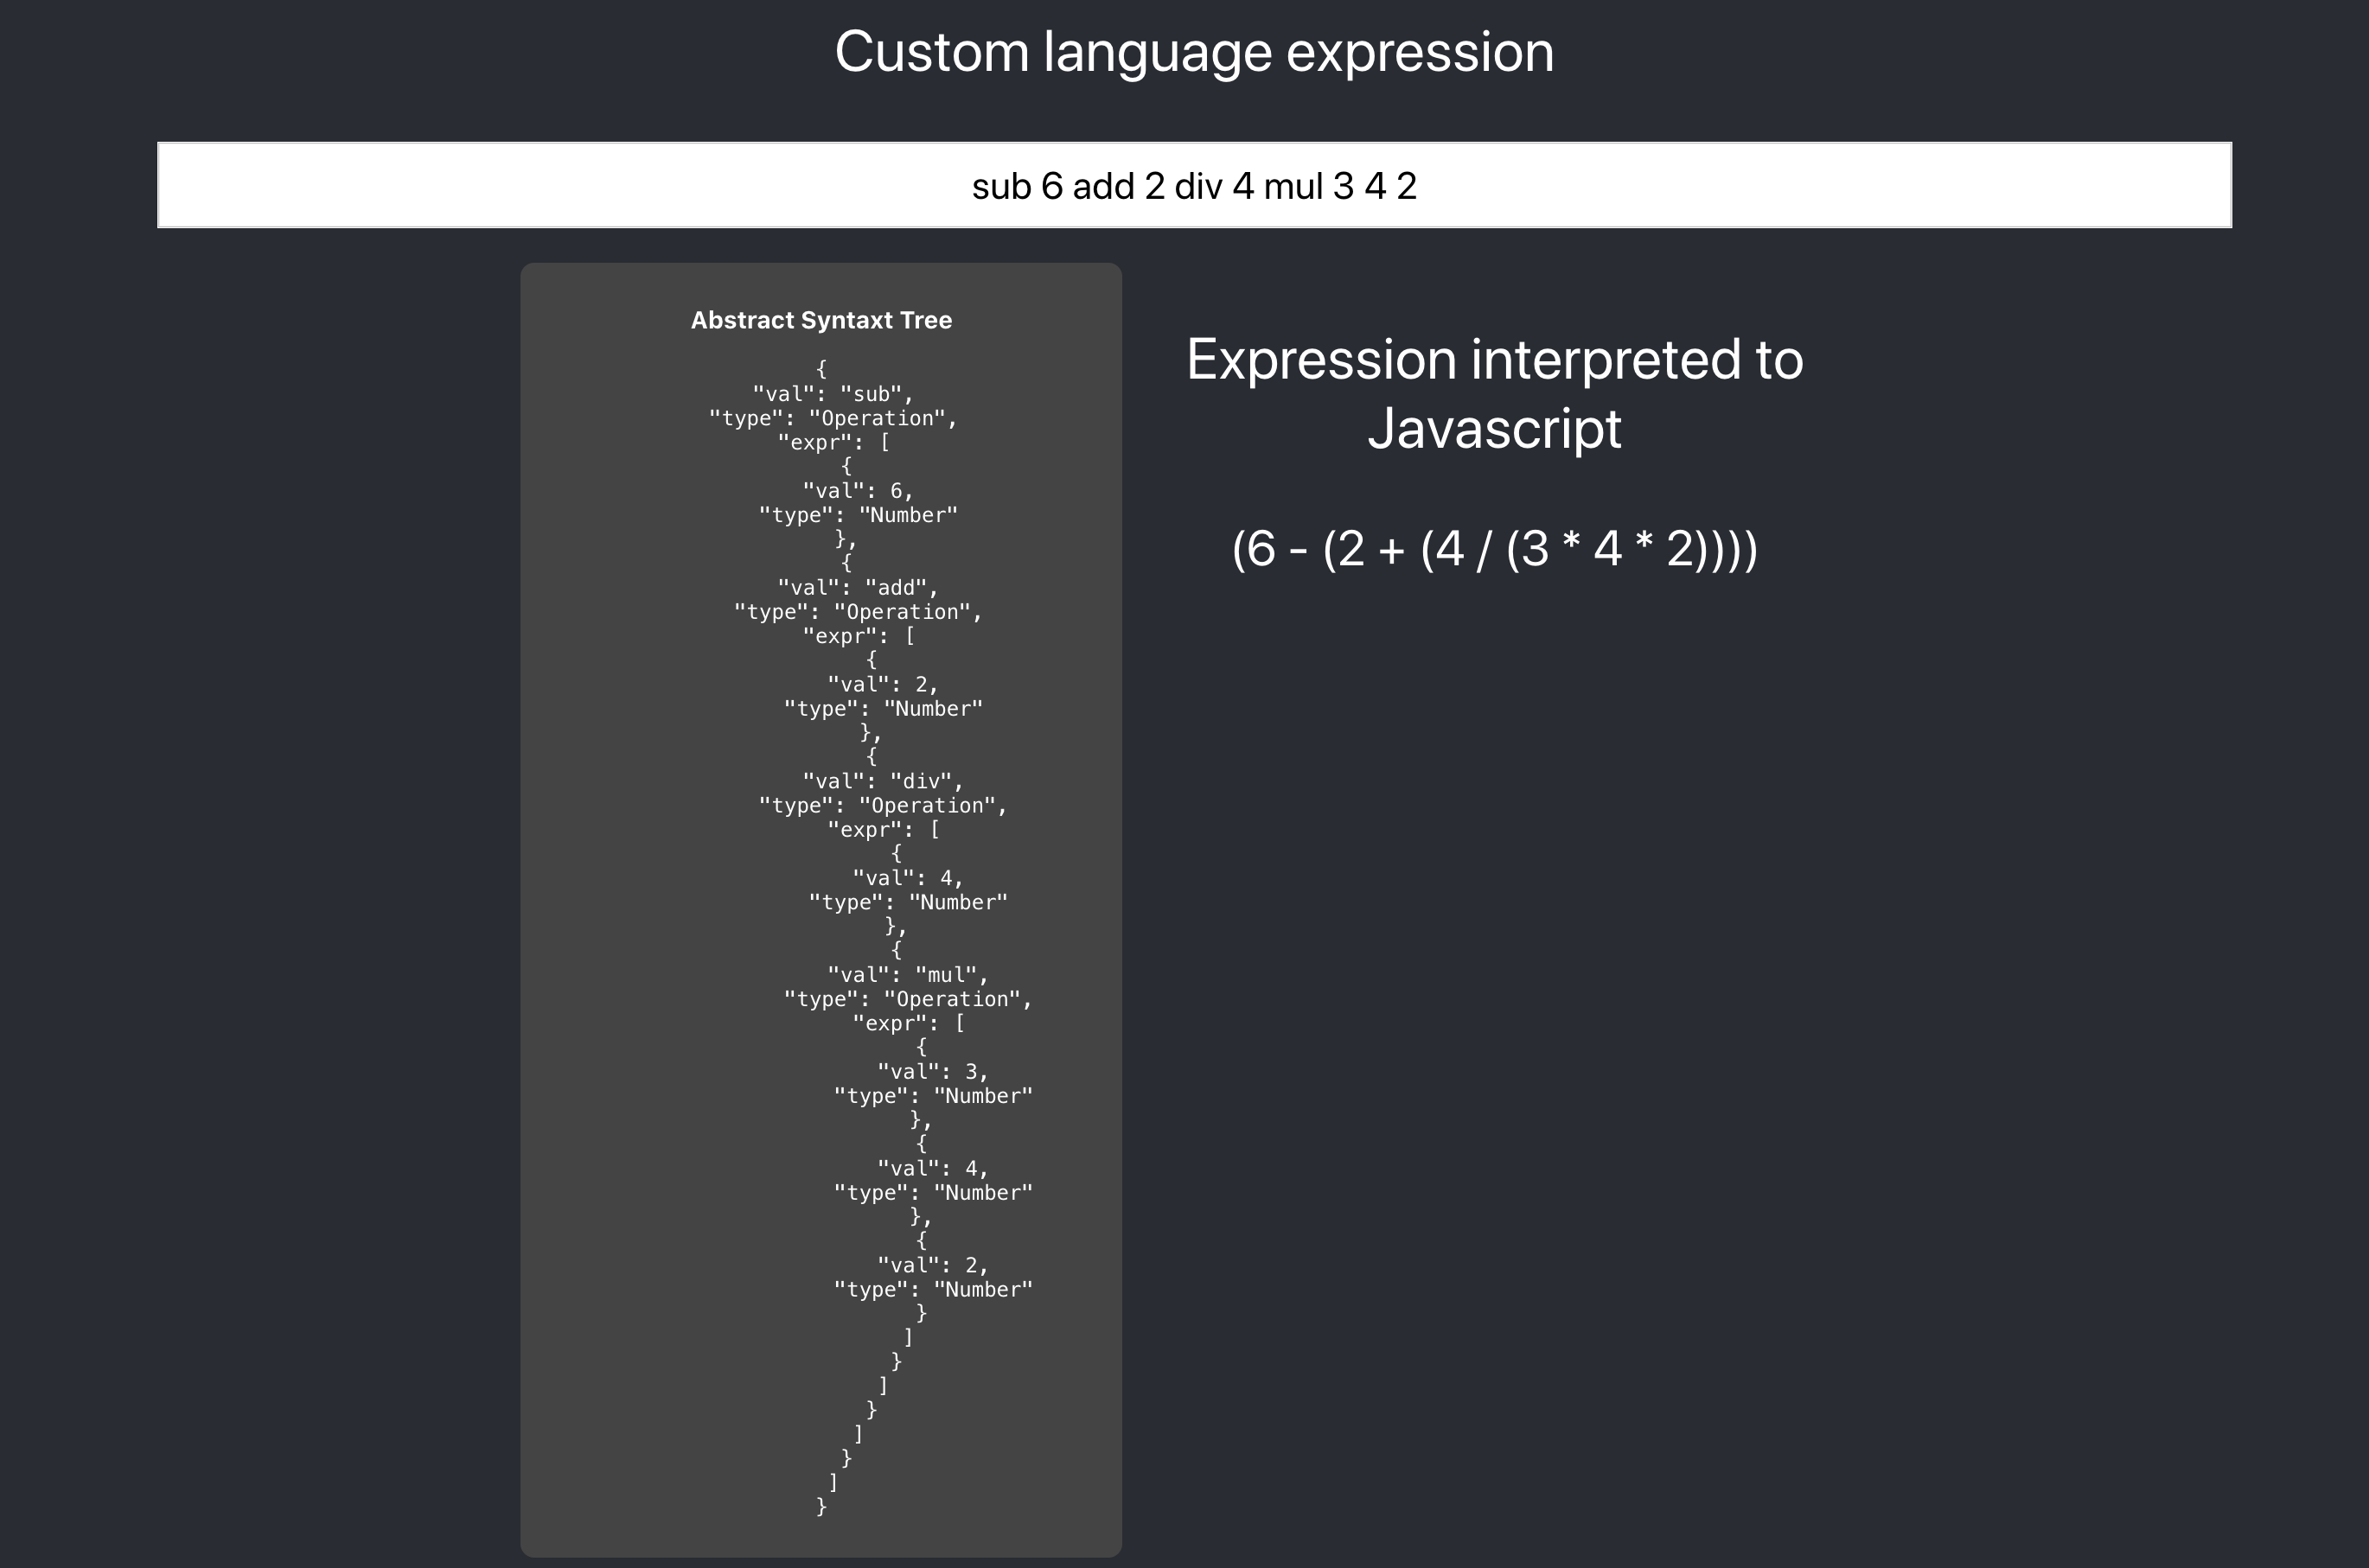 Custom language expression
sub 6 add 2 div 4 mul 3 4 2
Abstract Syntaxt Tree
{
"val": "sub",
"type": "Operation",
"expr": [
{
"val": 6,
"type": "Number"
},
{
"val": "add",
"type": "Operation",
"expr": [
{
"val": 2,
"type": "Number"
},
{
"val": "div",
"type": "Operation",
"expr": [
{
"val": 4,
"type": "Number"
},
{
"val": "mul",
"type": "Operation",
"expr": [
{
"val": 3,
"type": "Number"
},
{
"val": 4,
"type": "Number"
},
{
"val": 2,
"type": "Number"
}
]
}
]
}
]
}
]
}
Expression interpreted to
Javascript
(6 - (2 + (4 / (3 * 4 * 2))))